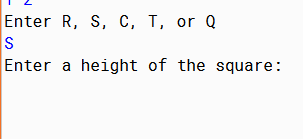 Enter R, S, C, T, or Q
S
Enter a height of the square: